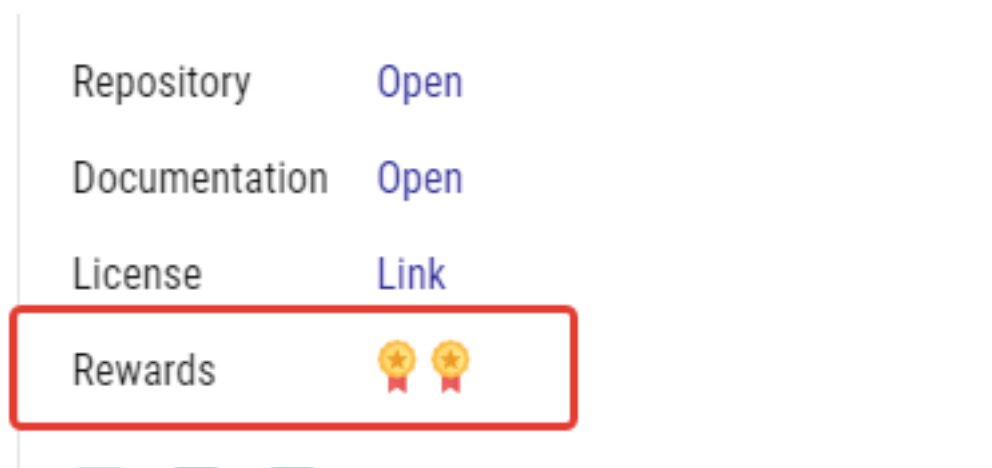 Repository Open
Documentation Open
License Link
Rewards